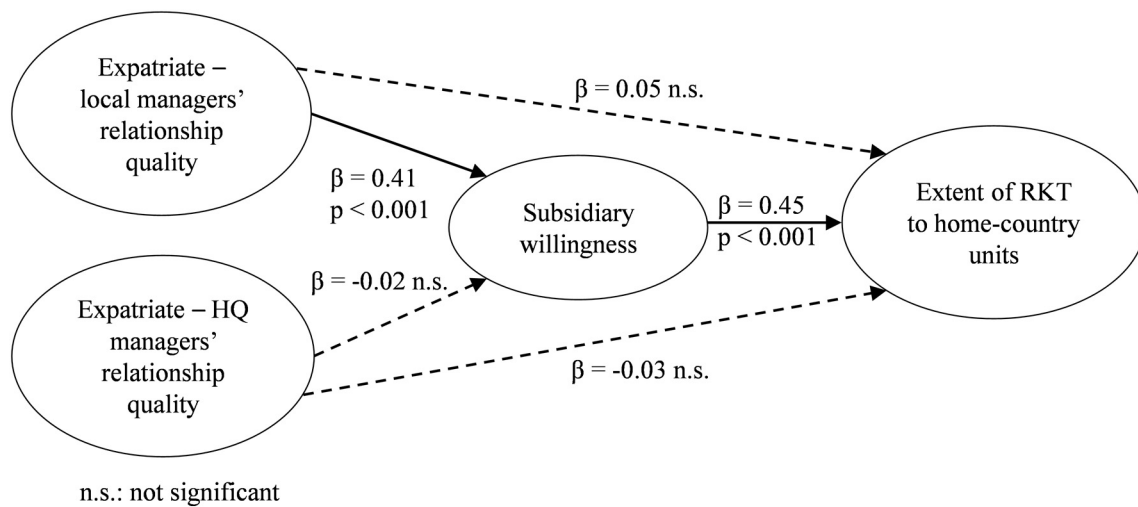 Expatriate –
local managers’
relationship
quality
β = 0.05 n.s.
β = 0.41
p < 0.001
Subsidiary
willingness
β = 0.45
p < 0.001
Extent of RKT
to home-country
units
β = -0.02 n.s.
Expatriate – HQ
managers’
relationship
quality
β = -0.03 n.s.
n.s.: not significant